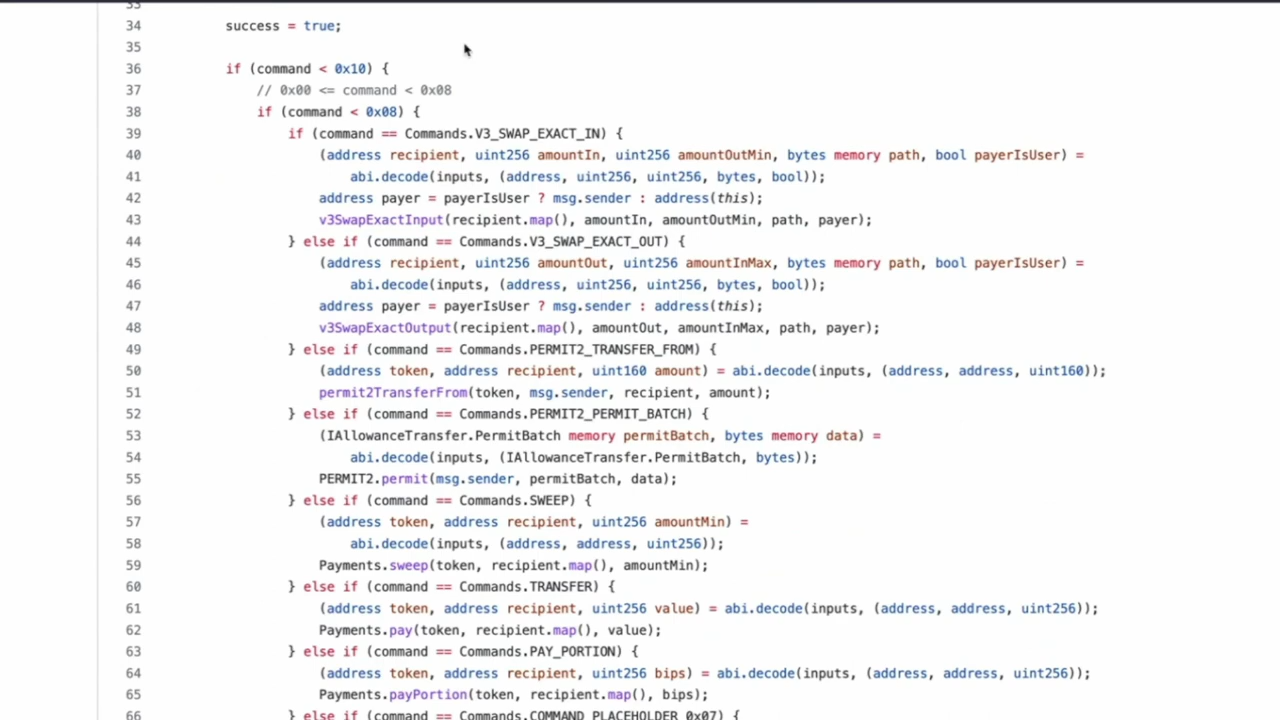 33
34 success = true;
35
36 if (command < 0x10) {
37 // 0x00 <= command < 0x08
38 if (command < 0x08) {
39 if (command == Commands.V3_SWAP_EXACT_IN) {
40 (address recipient, uint256 amountIn, uint256 amountOutMin, bytes memory path, bool payerIsUser) =
41 abi.decode(inputs, (address, uint256, uint256, bytes, bool));
42 address payer = payerIsUser ? msg.sender : address(this);
43 v3SwapExactInput(recipient.map(), amountIn, amountOutMin, path, payer);
44 } else if (command == Commands.V3_SWAP_EXACT_OUT) {
45 (address recipient, uint256 amountOut, uint256 amountInMax, bytes memory path, bool payerIsUser) =
46 abi.decode(inputs, (address, uint256, uint256, bytes, bool));
47 address payer = payerIsUser ? msg.sender : address(this);
48 v3SwapExactOutput(recipient.map(), amountOut, amountInMax, path, payer);
49 } else if (command == Commands.PERMIT2_TRANSFER_FROM) {
50 (address token, address recipient, uint160 amount) = abi.decode(inputs, (address, address, uint160));
51 permit2TransferFrom(token, msg.sender, recipient, amount);
52 } else if (command == Commands.PERMIT2_PERMIT_BATCH) {
53 (IAllowanceTransfer.PermitBatch memory permitBatch, bytes memory data) =
54 abi.decode(inputs, (IAllowanceTransfer.PermitBatch, bytes));
55 PERMIT2.permit(msg.sender, permitBatch, data);
56 } else if (command == Commands.SWEEP) {
57 (address token, address recipient, uint256 amountMin) =
58 abi.decode(inputs, (address, address, uint256));
59 Payments.sweep(token, recipient.map(), amountMin);
60 } else if (command == Commands.TRANSFER) {
61 (address token, address recipient, uint256 value) = abi.decode(inputs, (address, address, uint256));
62 Payments.pay(token, recipient.map(), value);
63 } else if (command == Commands.PAY_PORTION) {
64 (address token, address recipient, uint256 bips) = abi.decode(inputs, (address, address, uint256));
65 Payments.payPortion(token, recipient.map(), bips);
66 } else if (command == Commands.COMMAND_PLACEHOLDER_0x07) {